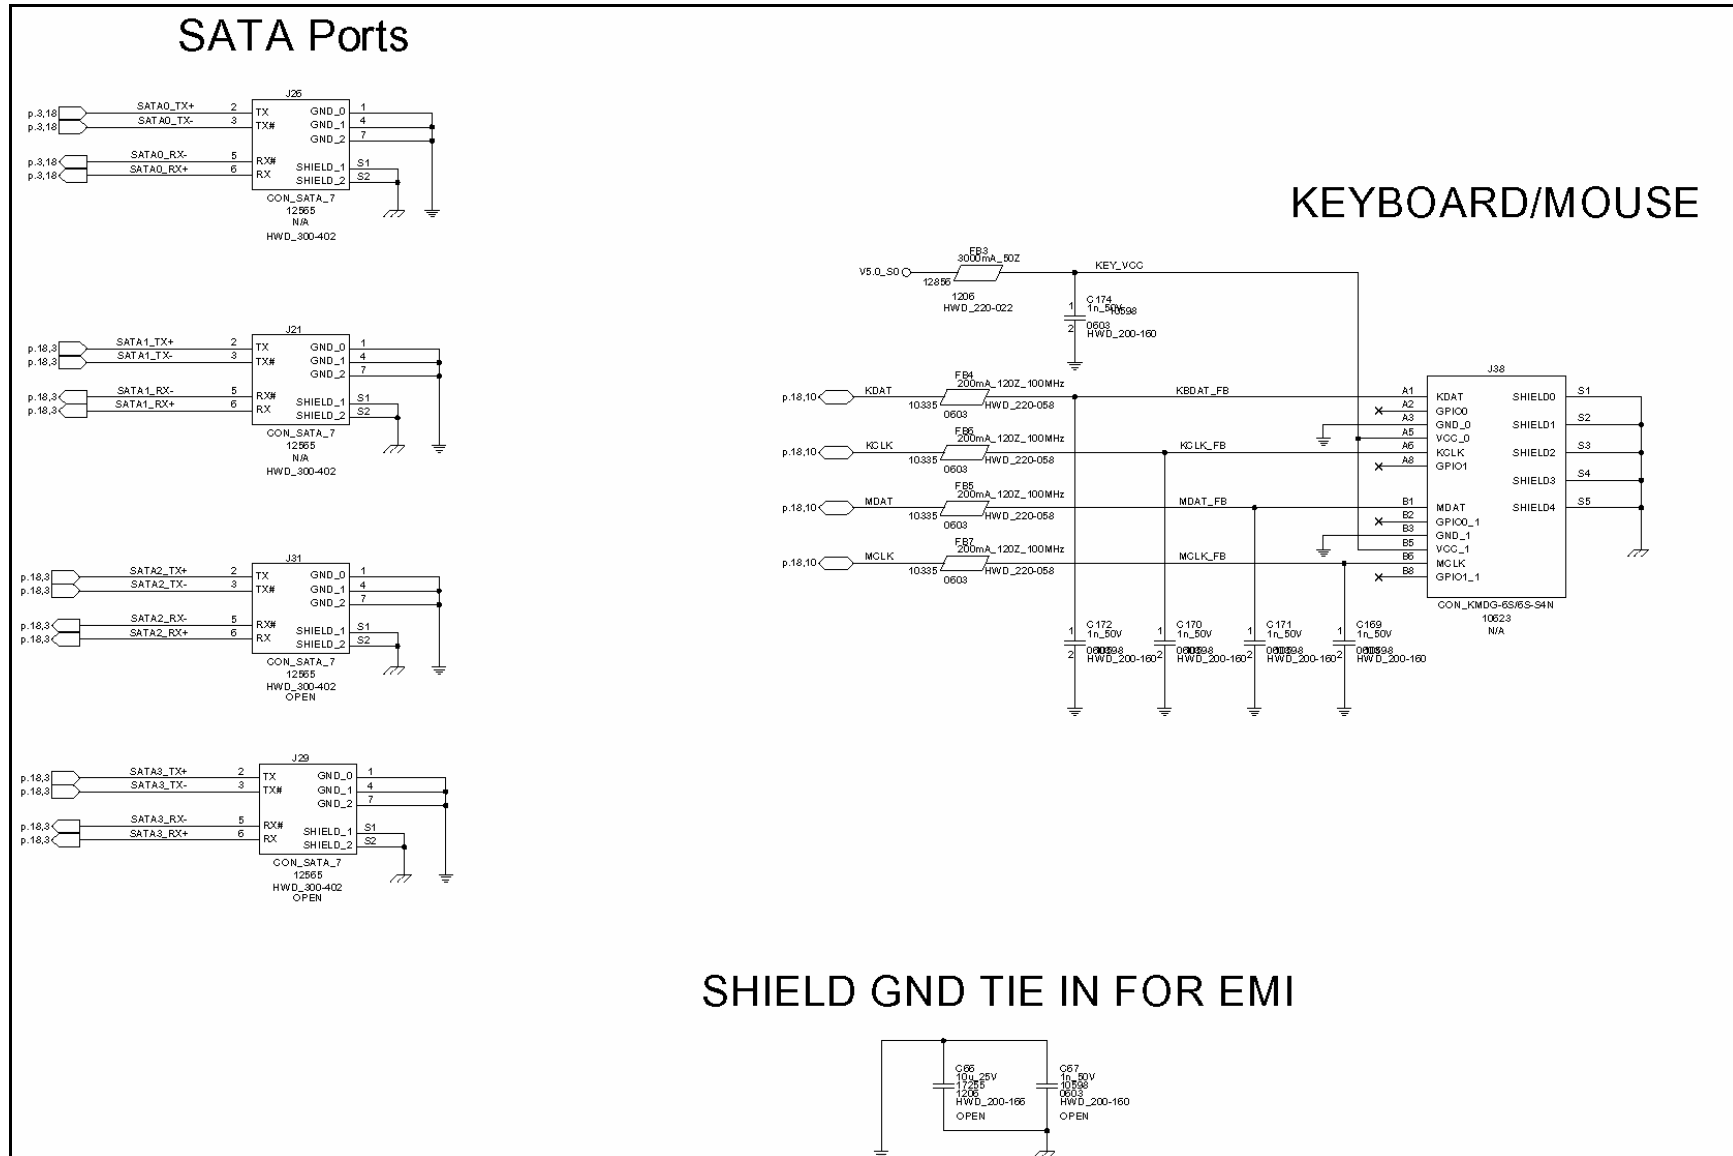 SATA Ports
J26
p.3,18 SATA0_TX+ 2 TX GND_0 1
p.3,18 SATA0_TX- 3 TX# GND_1 4
GND_2 7
p.3,18 SATA0_RX- 5 RX# SHIELD_1 S1
p.3,18 SATA0_RX+ 6 RX SHIELD_2 S2
CON_SATA_7
12565
N/A
HWD_300-402
J21
p.18,3 SATA1_TX+ 2 TX GND_0 1
p.18,3 SATA1_TX- 3 TX# GND_1 4
GND_2 7
p.18,3 SATA1_RX- 5 RX# SHIELD_1 S1
p.18,3 SATA1_RX+ 6 RX SHIELD_2 S2
CON_SATA_7
12565
N/A
HWD_300-402
J31
p.18,3 SATA2_TX+ 2 TX GND_0 1
p.18,3 SATA2_TX- 3 TX# GND_1 4
GND_2 7
p.18,3 SATA2_RX- 5 RX# SHIELD_1 S1
p.18,3 SATA2_RX+ 6 RX SHIELD_2 S2
CON_SATA_7
12565
HWD_300-402
OPEN
J29
p.18,3 SATA3_TX+ 2 TX GND_0 1
p.18,3 SATA3_TX- 3 TX# GND_1 4
GND_2 7
p.18,3 SATA3_RX- 5 RX# SHIELD_1 S1
p.18,3 SATA3_RX+ 6 RX SHIELD_2 S2
CON_SATA_7
12565
HWD_300-402
OPEN
KEYBOARD/MOUSE
FB3
3000mA_50Z
V5.0_S0 12856 KEY_VCC
1206
HWD_220-022
C174
1 1n_50V 10598
2 0603
HWD_200-160
FB4
200mA_120Z_100MHz
p.18,10 KDAT 10335 HWD_220-058 KBDAT_FB
0603
FB6
200mA_120Z_100MHz
p.18,10 KCLK 10335 HWD_220-058 KCLK_FB
0603
FB5
200mA_120Z_100MHz
p.18,10 MDAT 10335 HWD_220-058 MDAT_FB
0603
FB7
200mA_120Z_100MHz
p.18,10 MCLK 10335 HWD_220-058 MCLK_FB
0603
J38
A1 KDAT SHIELD0 S1
A2 GPIO0
A3 GND_0 SHIELD1 S2
A5 VCC_0
A6 KCLK SHIELD2 S3
A8 GPIO1
SHIELD3 S4
B1 MDAT SHIELD4 S5
B2 GPIO0_1
B3 GND_1
B5 VCC_1
B6 MCLK
B8 GPIO1_1
CON_KMDG-6S/6S-S4N
10623
N/A
C172 C170 C171 C169
1 1n_50V 1 1n_50V 1 1n_50V 1 1n_50V
2 2 2 2
HWD_200-160 HWD_200-160 HWD_200-160 HWD_200-160
SHIELD GND TIE IN FOR EMI
C66
10u_25V
17255
1206
HWD_200-166
OPEN
C67
1n_50V
10598
0603
HWD_200-160
OPEN